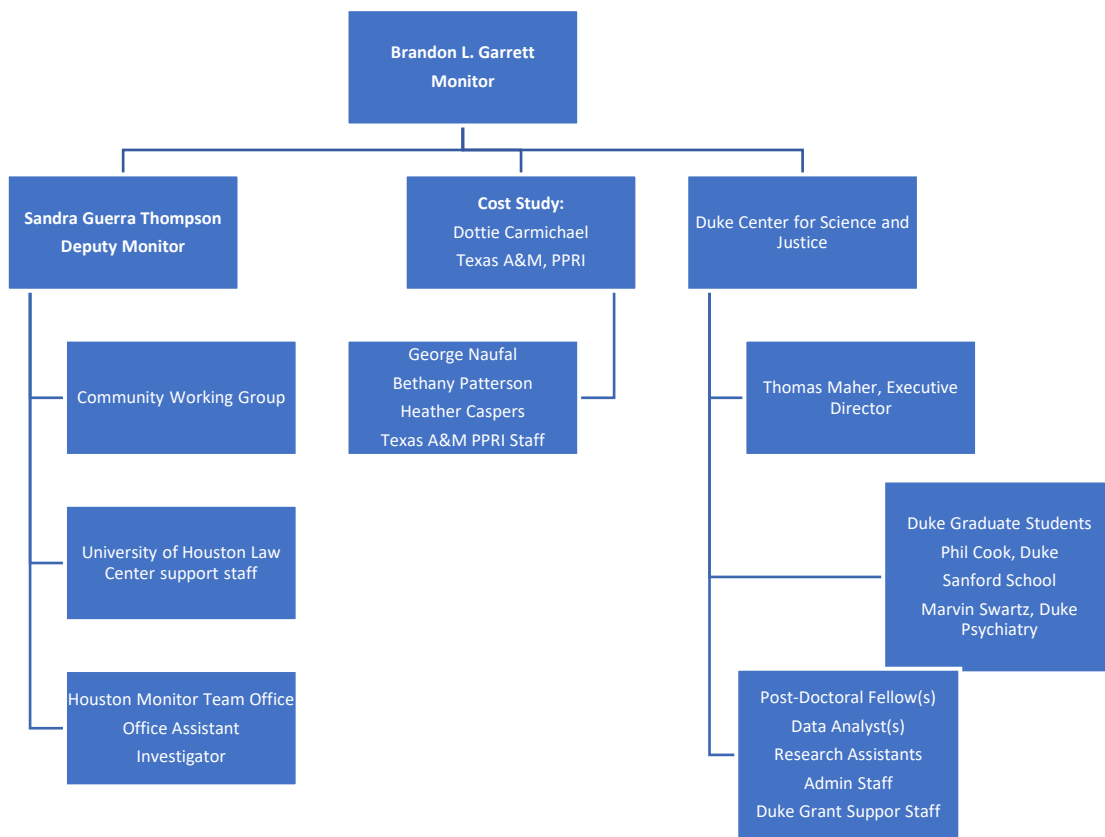 Brandon L. Garrett
Monitor
Sandra Guerra Thompson
Deputy Monitor
Cost Study:
Dottie Carmichael
Texas A&M, PPRI
Duke Center for Science and
Justice
Community Working Group
George Naufal
Bethany Patterson
Heather Caspers
Texas A&M PPRI Staff
Thomas Maher, Executive
Director
University of Houston Law
Center support staff
Duke Graduate Students
Phil Cook, Duke
Sanford School
Marvin Swartz, Duke
Psychiatry
Houston Monitor Team Office
Office Assistant
Investigator
Post-Doctoral Fellow(s)
Data Analyst(s)
Research Assistants
Admin Staff
Duke Grant Suppor Staff